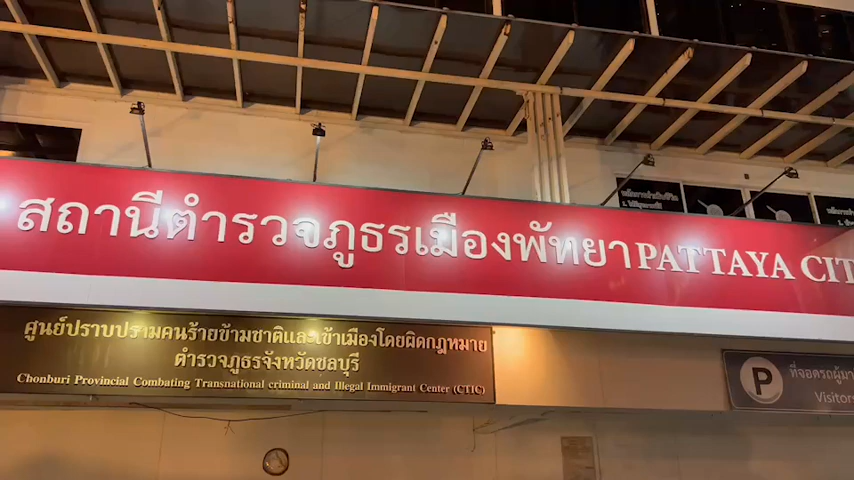 สถานีตำรวจภูธรเมืองพัทยา PATTAYA CIT
ศูนย์ปราบปรามคนร้ายข้ามชาติและเข้าเมืองโดยผิดกฎหมาย
ตำรวจภูธรจังหวัดชลบุรี
Chonburi Provincial Combating Transnational criminal and Illegal Immigrant Center (CTIC)
P
ที่จอดรถผู้มา
Visitors